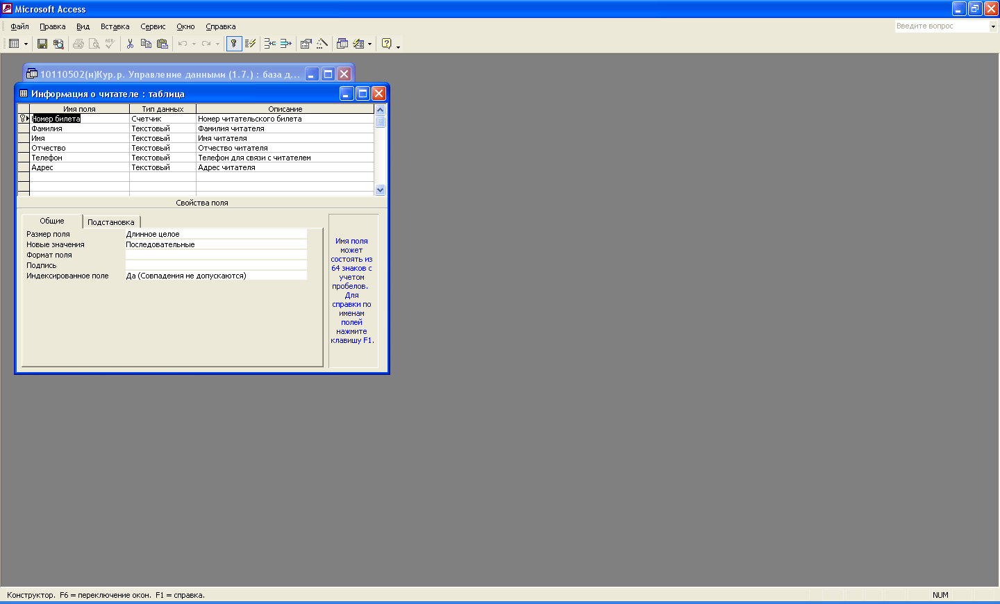 Microsoft Access
Файл Правка Вид Вставка Сервис Окно Справка
Введите вопрос
10110502(н)Кур.р. Управление данными (1.7.) : база д...
Информация о читателе : таблица
Имя поля Тип данных Описание
Номер билета Счетчик Номер читательского билета
Фамилия Текстовый Фамилия читателя
Имя Текстовый Имя читателя
Отчество Текстовый Отчество читателя
Телефон Текстовый Телефон для связи с читателем
Адрес Текстовый Адрес читателя
Свойства поля
Общие Подстановка
Размер поля Длинное целое
Новые значения Последовательные
Формат поля
Подпись
Индексированное поле Да (Совпадения не допускаются)
Имя поля
может
состоять из
64 знаков с
учетом
пробелов.
Для
справки по
именам
полей
нажмите
клавишу F1.
Конструктор. F6 = переключение окон. F1 = справка.
NUM